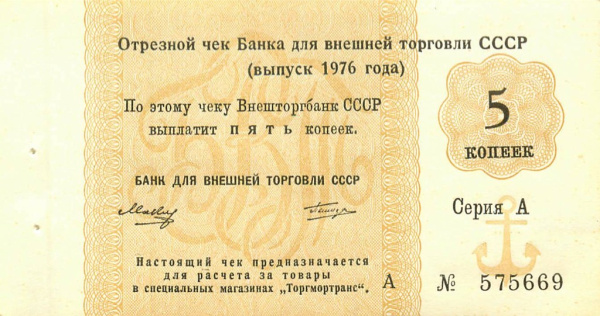 Отрезной чек Банка для внешней торговли СССР
(выпуск 1976 года)
По этому чеку Внешторгбанк СССР
выплатит пять копеек.
5
КОПЕЕК
БАНК ДЛЯ ВНЕШНЕЙ ТОРГОВЛИ СССР
Серия А
Настоящий чек предназначается
для расчета за товары
в специальных магазинах „Торгмортранс".
А № 575669